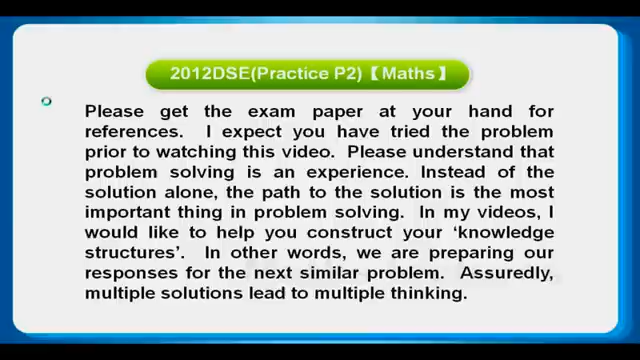 2012DSE(Practice P2)【Maths】
Please get the exam paper at your hand for
references. I expect you have tried the problem
prior to watching this video. Please understand that
problem solving is an experience. Instead of the
solution alone, the path to the solution is the most
important thing in problem solving. In my videos, I
would like to help you construct your ‘knowledge
structures’. In other words, we are preparing our
responses for the next similar problem. Assuredly,
multiple solutions lead to multiple thinking.